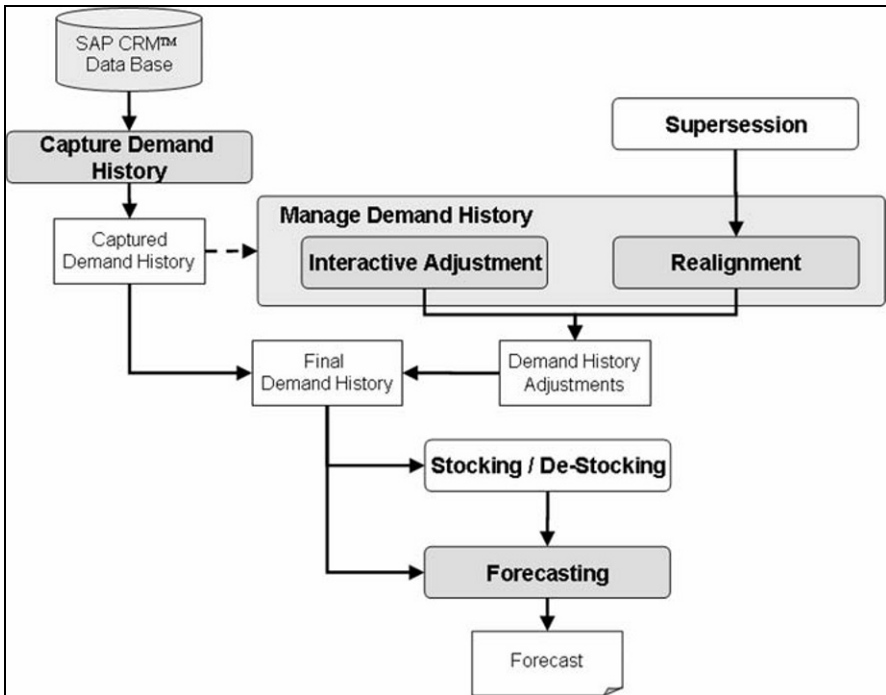 SAP CRM™
Data Base
Capture Demand
History
Supersession
Captured
Demand History
Manage Demand History
Interactive Adjustment
Realignment
Final
Demand History
Demand History
Adjustments
Stocking / De-Stocking
Forecasting
Forecast